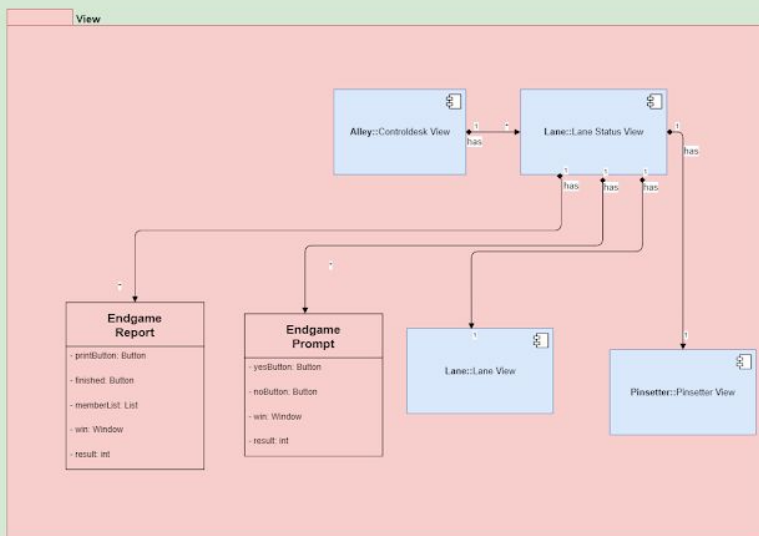 View
Alley::Controldesk View
1
has
*
Lane::Lane Status View
1
has
1
has
1
has
1
has
*
*
1
1
Endgame
Report
- printButton: Button
- finished: Button
- memberList: List
- win: Window
- result: int
Endgame
Prompt
- yesButton: Button
- noButton: Button
- win: Window
- result: int
Lane::Lane View
Pinsetter::Pinsetter View